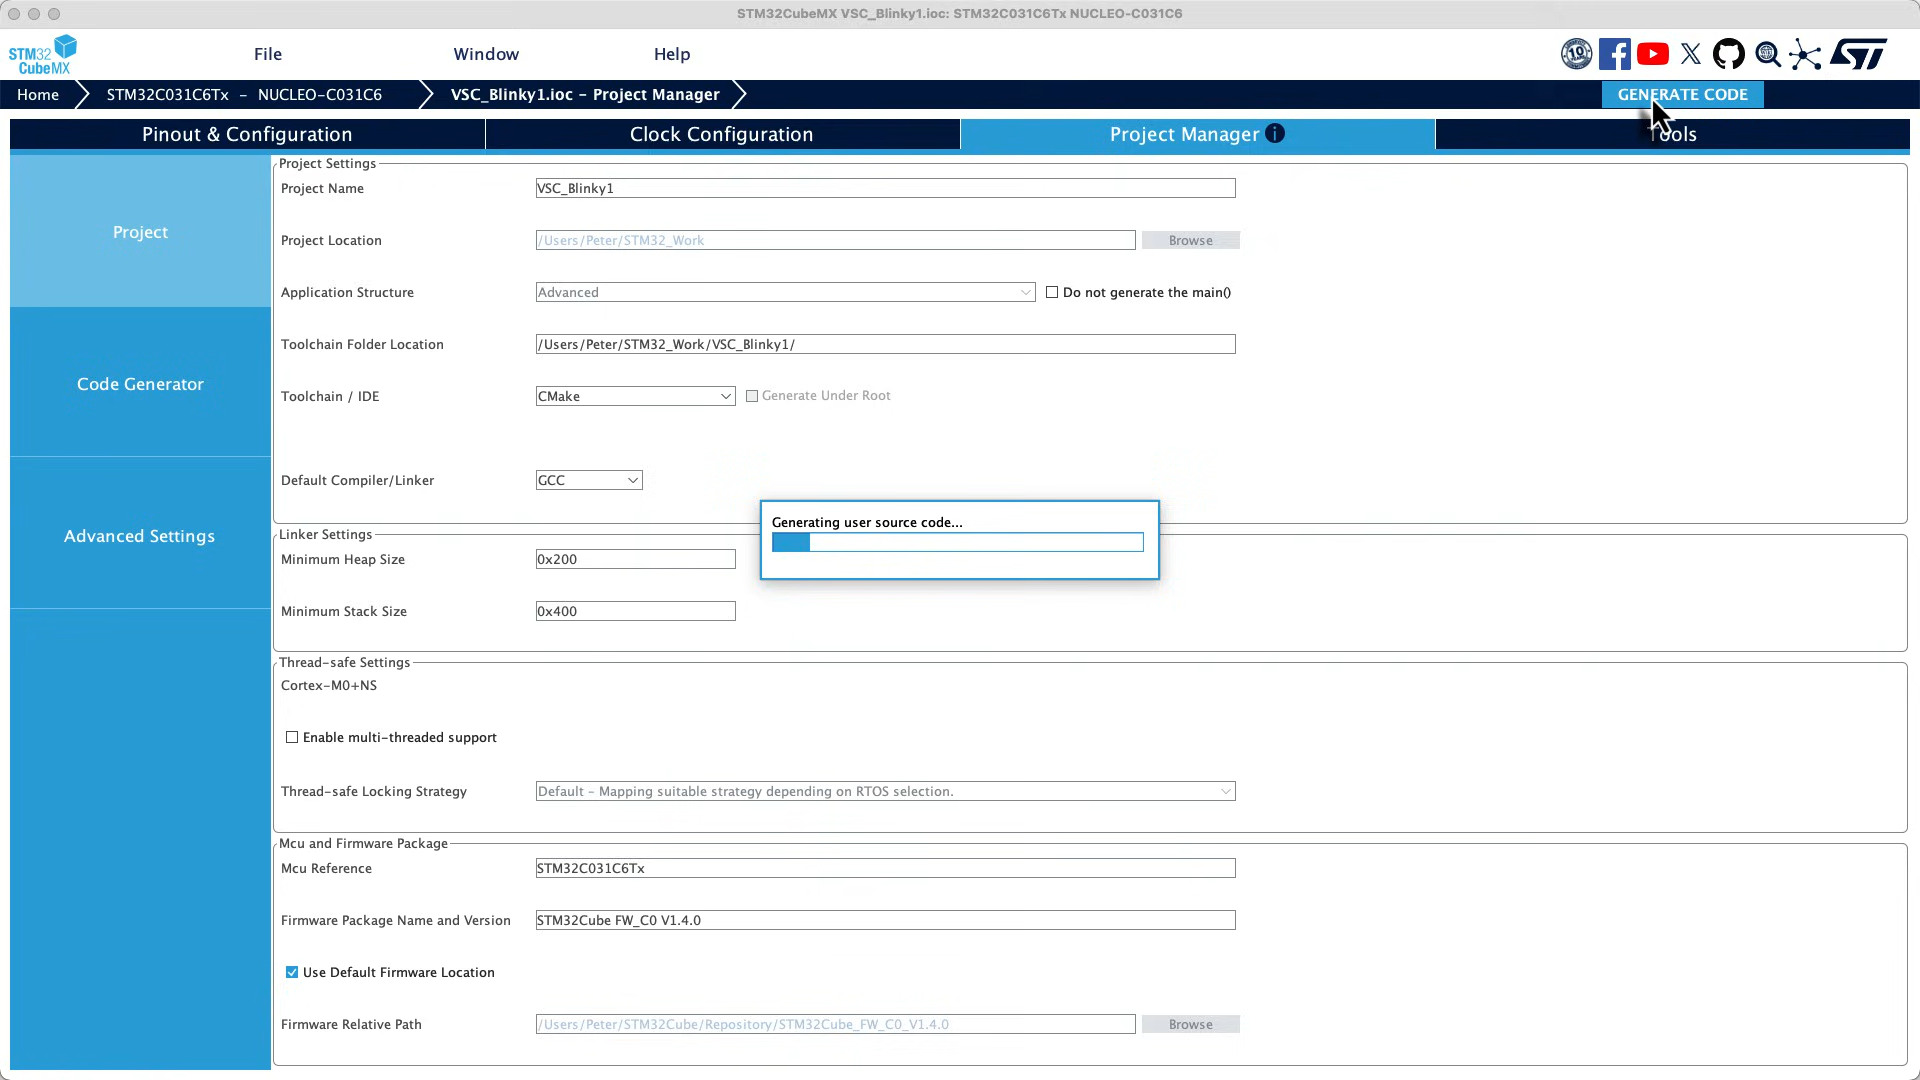 STM32CubeMX VSC_Blinky1.ioc: STM32C031C6Tx NUCLEO-C031C6
STM32
CubeMX
File
Window
Help
10
Home
STM32C031C6Tx - NUCLEO-C031C6
VSC_Blinky1.ioc - Project Manager
GENERATE CODE
Pinout & Configuration
Clock Configuration
Project Manager
Tools
Project
Code Generator
Advanced Settings
Project Settings
Project Name
VSC_Blinky1
Project Location
/Users/Peter/STM32_Work
Browse
Application Structure
Advanced
Do not generate the main()
Toolchain Folder Location
/Users/Peter/STM32_Work/VSC_Blinky1/
Toolchain / IDE
CMake
Generate Under Root
Default Compiler/Linker
GCC
Generating user source code...
Linker Settings
Minimum Heap Size
0x200
Minimum Stack Size
0x400
Thread-safe Settings
Cortex-M0+NS
Enable multi-threaded support
Thread-safe Locking Strategy
Default - Mapping suitable strategy depending on RTOS selection.
Mcu and Firmware Package
Mcu Reference
STM32C031C6Tx
Firmware Package Name and Version
STM32Cube FW_C0 V1.4.0
Use Default Firmware Location
Firmware Relative Path
/Users/Peter/STM32Cube/Repository/STM32Cube_FW_C0_V1.4.0
Browse